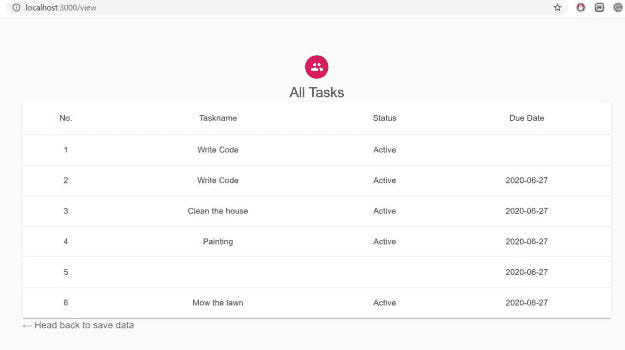 localhost:3000/view
All Tasks
No. Taskname Status Due Date
1 Write Code Active
2 Write Code Active 2020-06-27
3 Clean the house Active 2020-06-27
4 Painting Active 2020-06-27
5 2020-06-27
6 Mow the lawn Active 2020-06-27
← Head back to save data